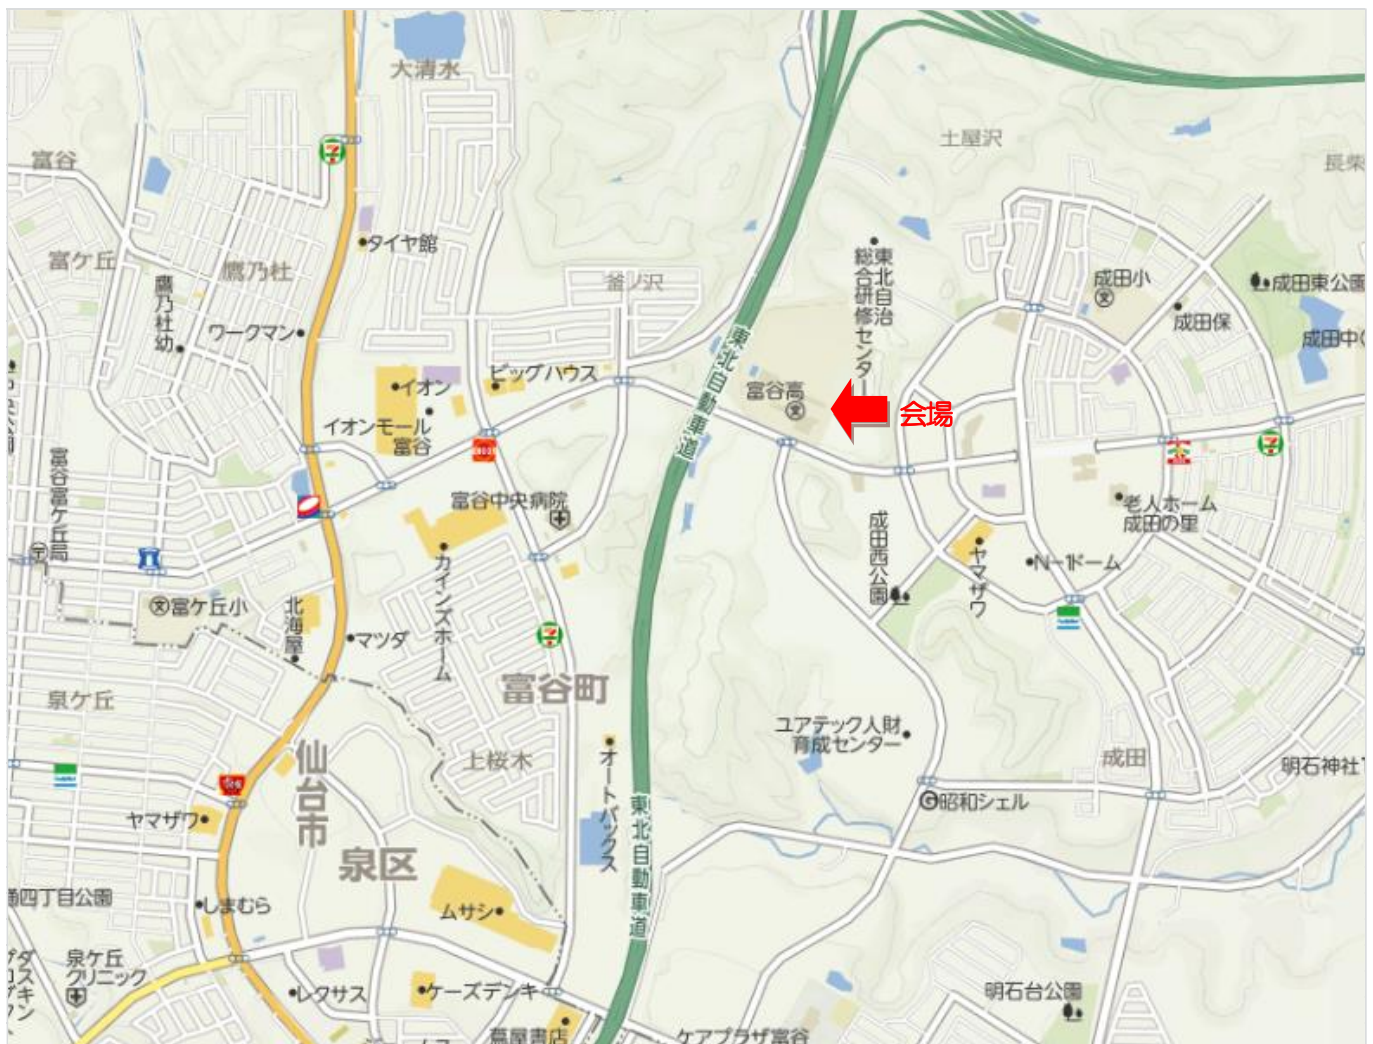 大清水
土屋沢
富谷
長柴
タイヤ館
東北自治
総合研修センター
富ケ丘
鷹乃杜
釜ノ沢
成田小
成田東公園
鷹乃杜幼
ワークマン
成田保
成田中
東北自動車道
イオン
ビッグハウス
富谷高
会場
イオンモール
富谷
富谷富ケ丘局
富谷中央病院
老人ホーム
成田の里
成田西公園
カインズホーム
ヤマザワ
N-1ドーム
富ケ丘小
北海屋
マツダ
富谷町
泉ケ丘
ユアテック人財
育成センター
仙台市
上桜木
オートバックス
成田
明石神社
昭和シェル
ヤマザワ
東北自動車道
泉区
四丁目公園
しまむら
ムサシ
泉ケ丘
クリニック
レクサス
ケーズデンキ
明石台公園
蔦屋書店
ケアプラザ富谷